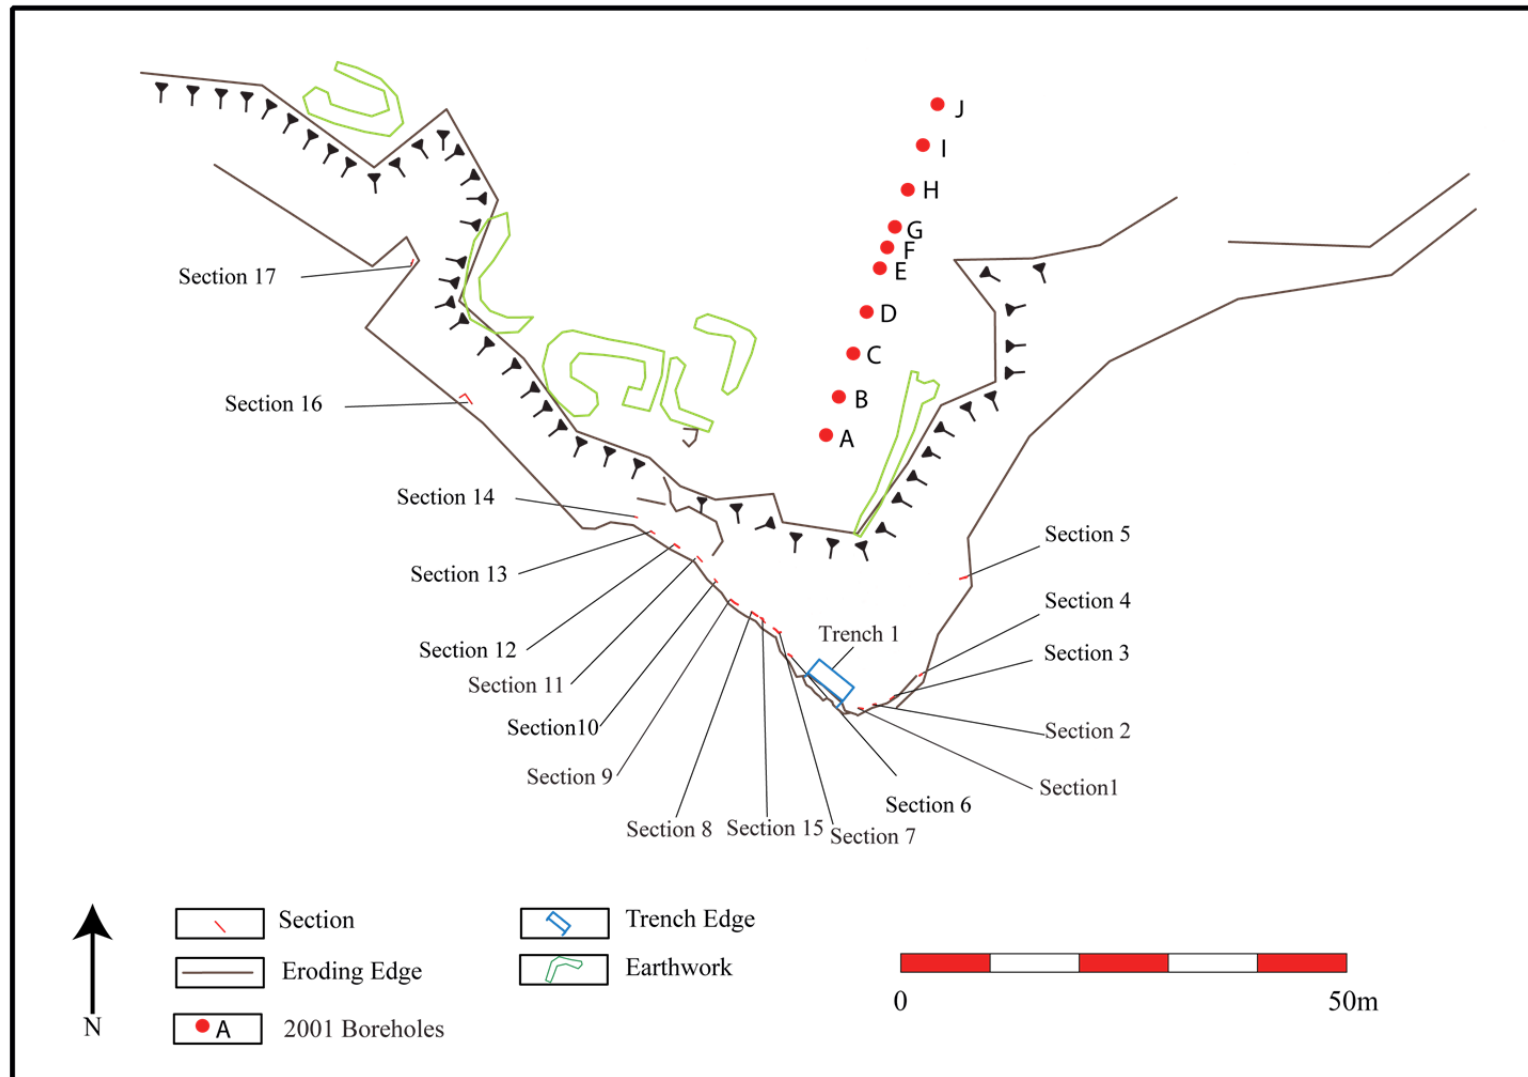 J
I
H
G
F
E
D
C
B
A
Section 17
Section 16
Section 14
Section 13
Section 12
Section 11
Section10
Section 9
Section 8
Section 15
Section 7
Section 6
Trench 1
Section 5
Section 4
Section 3
Section 2
Section1
N
Section
Eroding Edge
A
2001 Boreholes
Trench Edge
Earthwork
0
50m